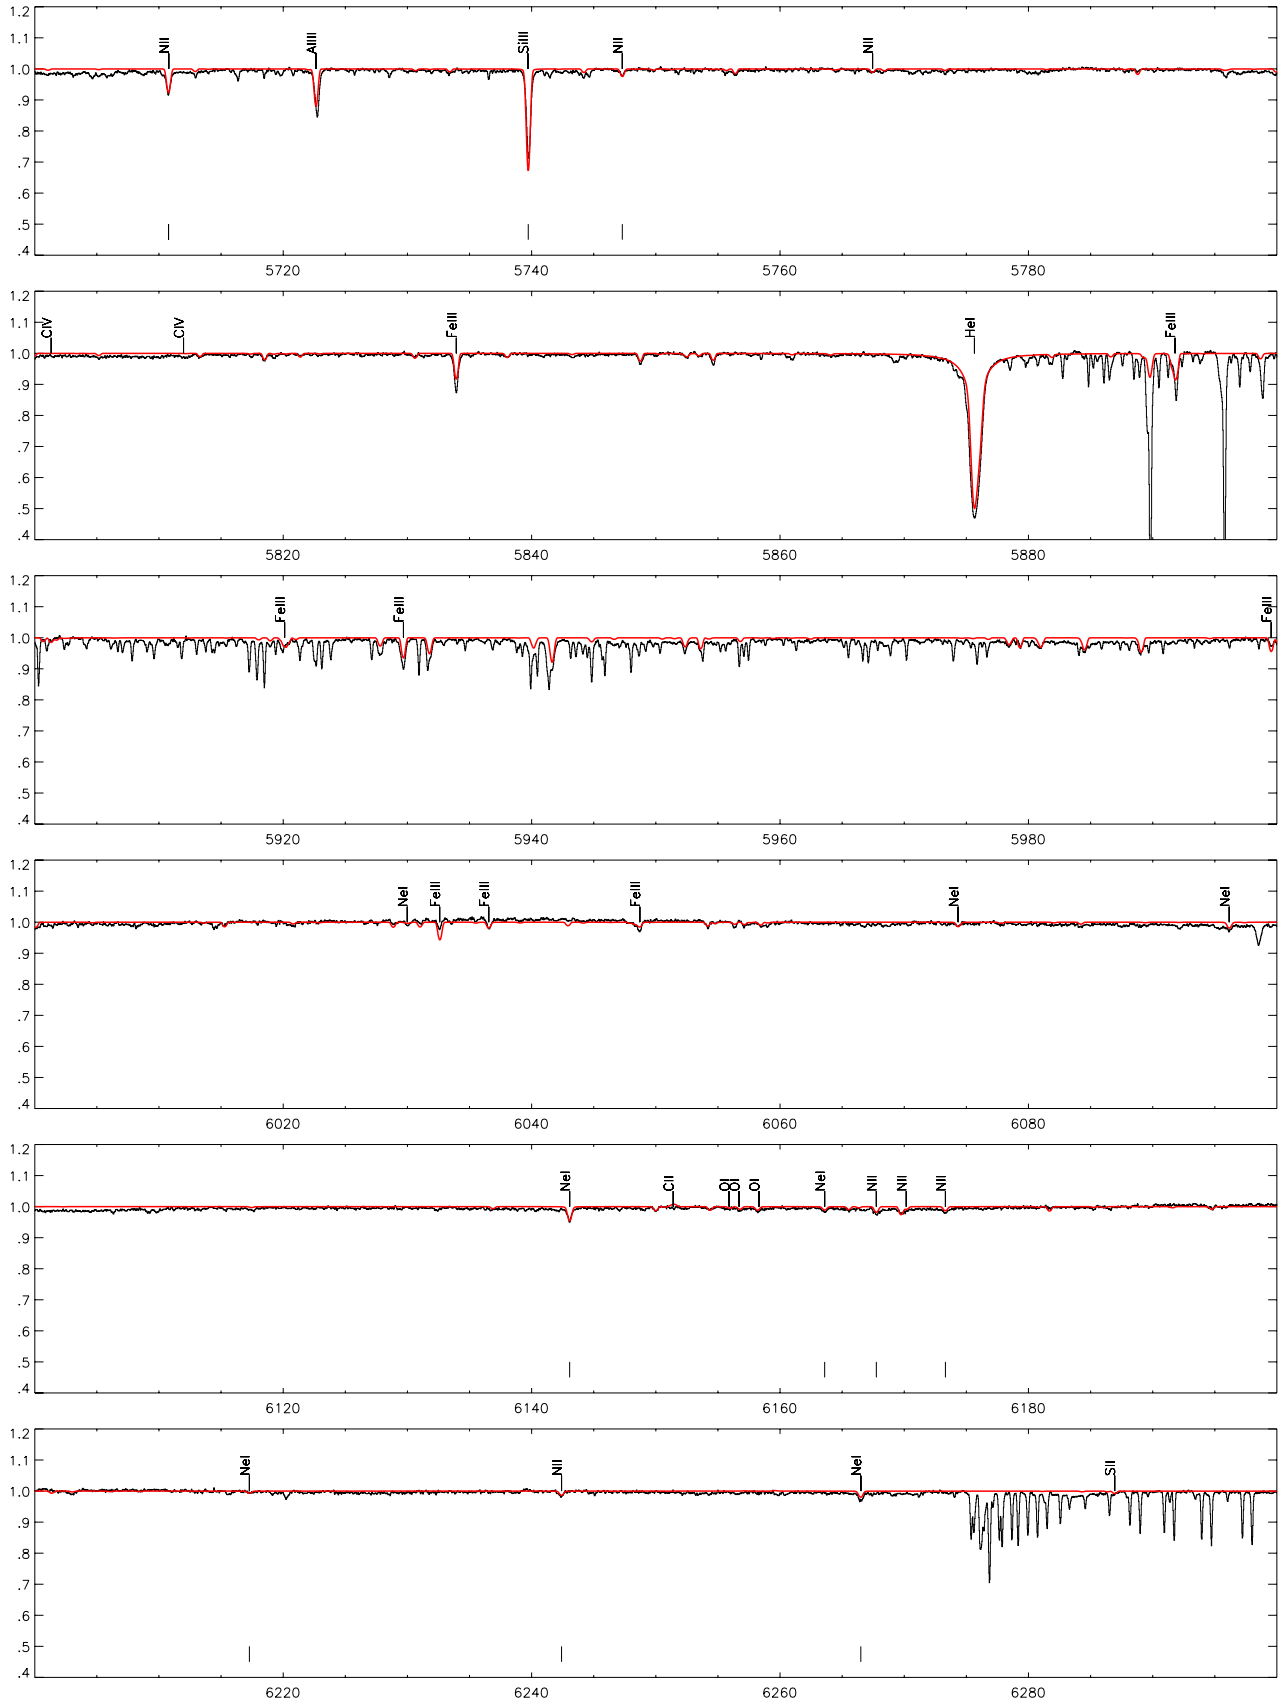 1.2
1.1
1.0
.9
.8
.7
.6
.5
.4
NII
AlIII
SiIII
NII
NII
5720
5740
5760
5780
1.2
1.1
1.0
.9
.8
.7
.6
.5
.4
CIV
CIV
FeIII
HeI
FeIII
5820
5840
5860
5880
1.2
1.1
1.0
.9
.8
.7
.6
.5
.4
FeIII
FeIII
FeIII
5920
5940
5960
5980
1.2
1.1
1.0
.9
.8
.7
.6
.5
.4
NeI
FeIII
FeIII
FeIII
NeI
NeI
6020
6040
6060
6080
1.2
1.1
1.0
.9
.8
.7
.6
.5
.4
NeI
CII
OI
OI
OI
NeI
NII
NII
NII
6120
6140
6160
6180
1.2
1.1
1.0
.9
.8
.7
.6
.5
.4
NeI
NII
NeI
SII
6220
6240
6260
6280